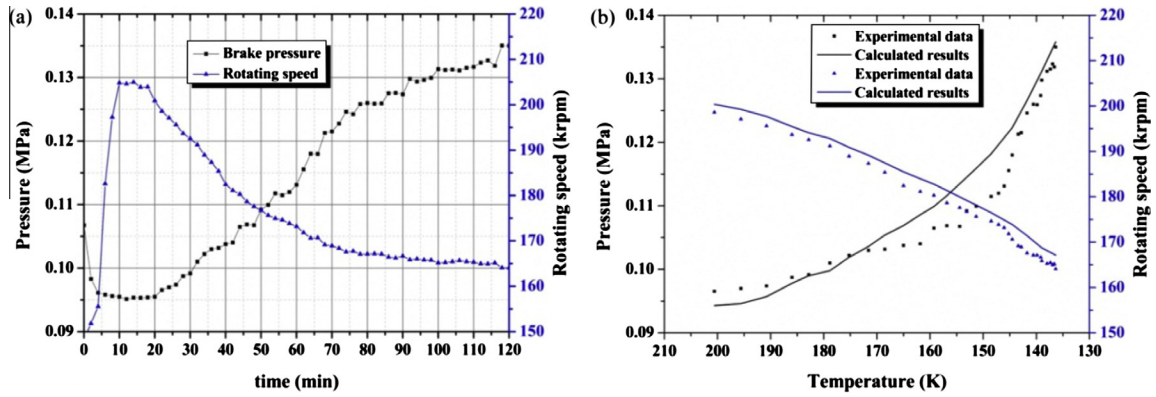 (a)
0.14
0.13
0.12
0.11
0.10
0.09
Pressure (MPa)
Brake pressure
Rotating speed
220
210
200
190
180
170
160
150
Rotating speed (krpm)
0 10 20 30 40 50 60 70 80 90 100 110 120
time (min)
(b)
0.14
0.13
0.12
0.11
0.10
0.09
Pressure (MPa)
Experimental data
Calculated results
Experimental data
Calculated results
220
210
200
190
180
170
160
150
Rotating speed (krpm)
210 200 190 180 170 160 150 140 130
Temperature (K)